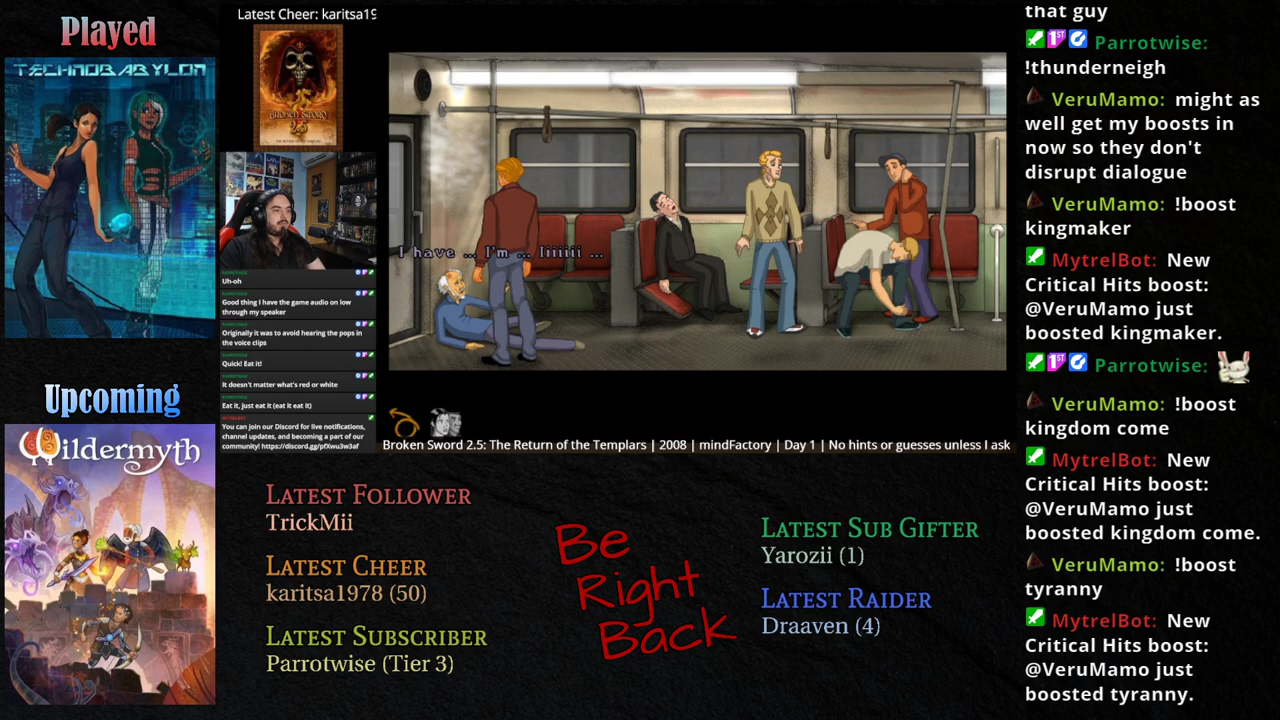 Played
TECHNOBABYLON
Upcoming
Wildermyth
Latest Cheer: karitsa19
BROKEN SWORD
2.5
Uh-oh
Good thing I have the game audio on low
through my speaker
Originally it was to avoid hearing the pops in
the voice clips
Quick! Eat it!
It doesn't matter what's red or white
Eat it, just eat it (eat it eat it)
You can join our Discord for live notifications,
channel updates, and becoming a part of our
community! https://discord.gg/pfXwu3w3af
I have ... I'm ... Iiiiiii ...
Broken Sword 2.5: The Return of the Templars | 2008 | mindFactory | Day 1 | No hints or guesses unless I ask
Latest Follower
TrickMii
Latest Cheer
karitsa1978 (50)
Latest Subscriber
Parrotwise (Tier 3)
Be
Right
Back
Latest Sub Gifter
Yarozii (1)
Latest Raider
Draaven (4)
that guy
Parrotwise:
!thunderneigh
VeruMamo: might as
well get my boosts in
now so they don't
disrupt dialogue
VeruMamo: !boost
kingmaker
MytrelBot: New
Critical Hits boost:
@VeruMamo just
boosted kingmaker.
Parrotwise:
VeruMamo: !boost
kingdom come
MytrelBot: New
Critical Hits boost:
@VeruMamo just
boosted kingdom come.
VeruMamo: !boost
tyranny
MytrelBot: New
Critical Hits boost:
@VeruMamo just
boosted tyranny.